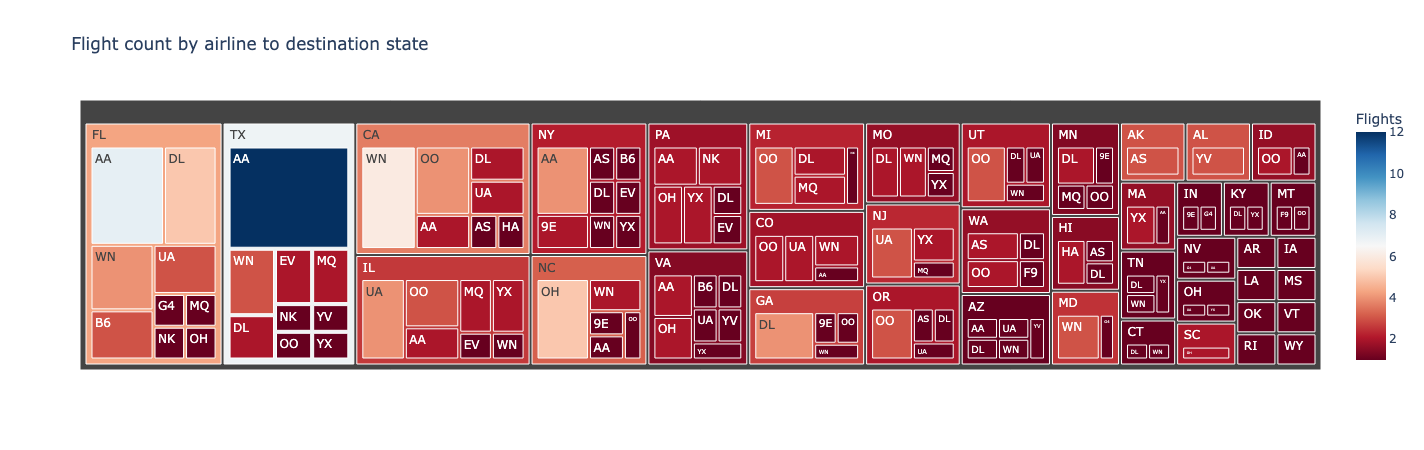 Flight count by airline to destination state
FL
AA
DL
WN
UA
B6
G4
MQ
NK
OH
TX
AA
WN
EV
MQ
DL
NK
YV
OO
YX
CA
WN
OO
DL
UA
AA
AS
HA
IL
UA
OO
MQ
YX
AA
EV
WN
NY
AA
AS
B6
DL
EV
9E
WN
YX
NC
OH
WN
9E
OO
AA
PA
AA
NK
OH
YX
DL
EV
VA
AA
B6
DL
OH
UA
YV
YX
MI
OO
DL
MQ
CO
OO
UA
WN
AA
GA
DL
9E
OO
WN
MO
DL
WN
MQ
YX
NJ
UA
YX
MQ
OR
OO
AS
DL
UA
UT
OO
DL
UA
WN
WA
AS
DL
OO
F9
AZ
AA
UA
YV
DL
WN
MN
DL
9E
MQ
OO
HI
HA
AS
DL
MD
WN
AK
AS
AL
YV
ID
OO
AA
MA
YX
AA
IN
9E
G4
KY
DL
YX
MT
F9
OO
TN
DL
YX
WN
CT
DL
WN
NV
OH
SC
AR
IA
LA
MS
OK
VT
RI
WY
Flights
12
10
8
6
4
2